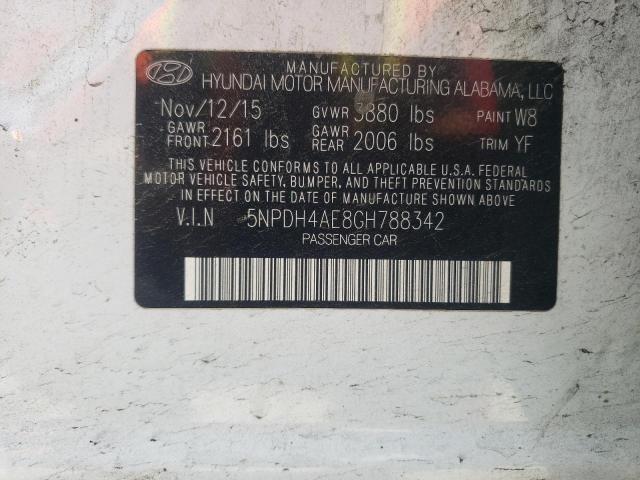 MANUFACTURED BY
HYUNDAI MOTOR MANUFACTURING ALABAMA, LLC
Nov/12/15 GVWR 3880 lbs PAINT W8
GAWR FRONT 2161 lbs GAWR REAR 2006 lbs TRIM YF
THIS VEHICLE CONFORMS TO ALL APPLICABLE U.S.A. FEDERAL
MOTOR VEHICLE SAFETY, BUMPER, AND THEFT PREVENTION
STANDARDS IN EFFECT ON THE DATE OF MANUFACTURE SHOWN ABOVE
V.I.N 5NPDH4AE8GH788342
PASSENGER CAR